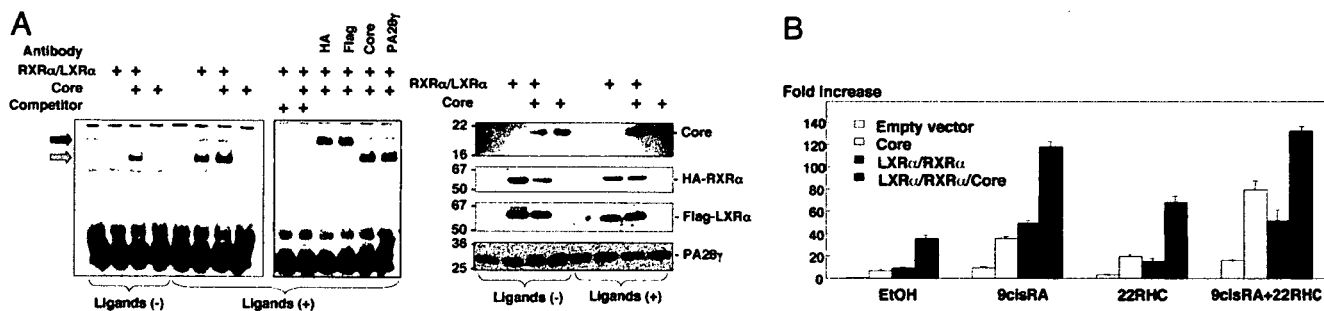 A
Antibody
HA
Flag
Core
PA28γ
RXRα/LXRα + + + + + + + + + +
Core + + + + + + + + +
Competitor + +
Ligands (-)
Ligands (+)
RXRα/LXRα + + + +
Core + + + +
22
16
Core
67
50
HA-RXRα
67
50
Flag-LXRα
36
25
PA28γ
Ligands (-)
Ligands (+)
B
Fold increase
140
120
100
80
60
40
20
0
Empty vector
Core
LXRα/RXRα
LXRα/RXRα/Core
EtOH
9cisRA
22RHC
9cisRA+22RHC